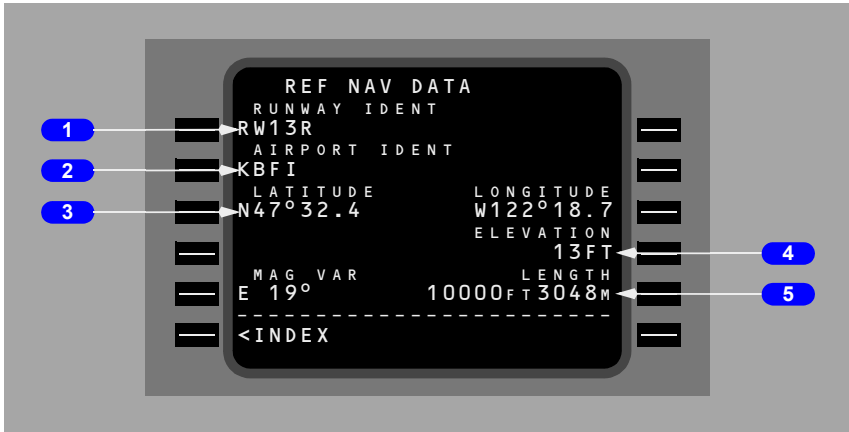 REF NAV DATA
RUNWAY IDENT
1 RW13R
AIRPORT IDENT
2 KBFI
LATITUDE LONGITUDE
3 N47°32.4 W122°18.7
ELEVATION
13FT 4
MAG VAR LENGTH
E 19° 10000FT3048M 5
------------------------
<INDEX